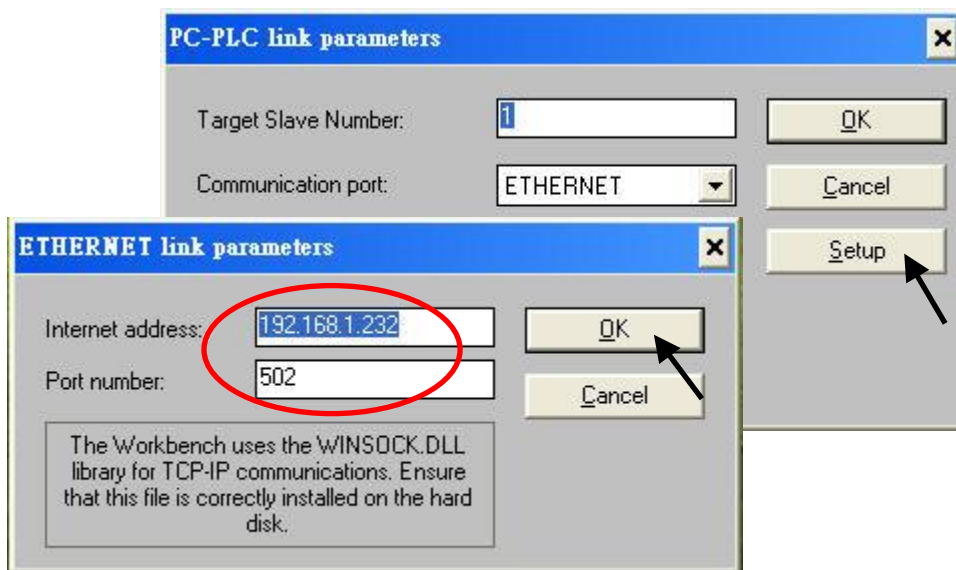 PC-PLC link parameters
Target Slave Number:
1
OK
Communication port:
ETHERNET
Cancel
Setup
ETHERNET link parameters
Internet address:
192.168.1.232
OK
Port number:
502
Cancel
The Workbench uses the WINSOCK.DLL
library for TCP-IP communications. Ensure
that this file is correctly installed on the hard
disk.